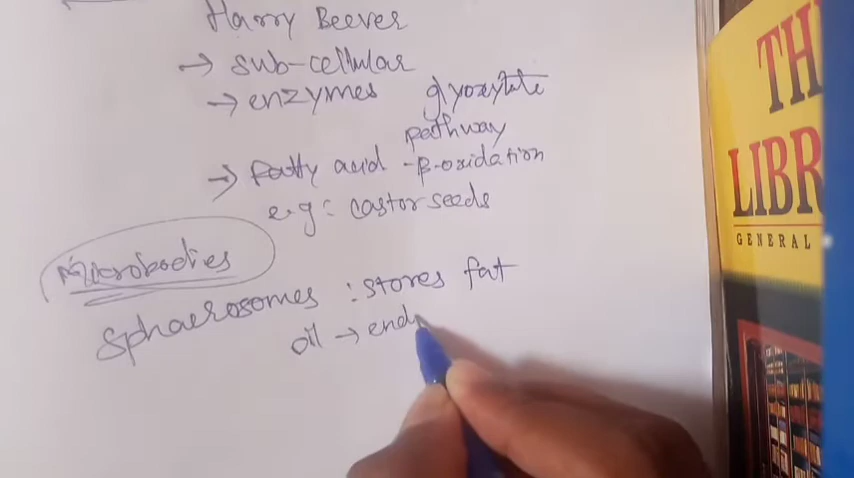 Harry Beever
→ sub-cellular
→ enzymes glyoxylate
pathway
→ Fatty acid -β-oxidation
e.g: castor seeds
Microbodies
Sphaerosomes : stores fat
oil → end
TH
LIBR
GENERAL